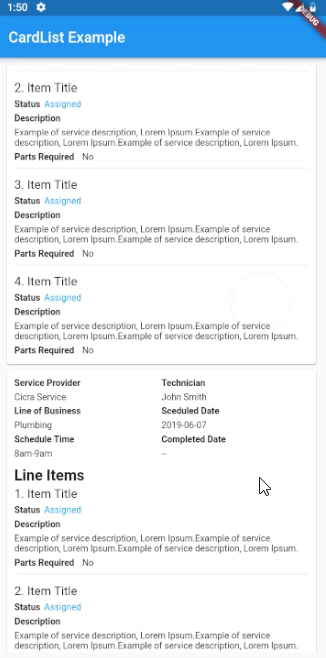 1:50
DEBUG
CardList Example
2. Item Title
Status Assigned
Description
Example of service description, Lorem Ipsum.Example of service
description, Lorem Ipsum.Example of service description, Lorem Ipsum.
Parts Required No
3. Item Title
Status Assigned
Description
Example of service description, Lorem Ipsum.Example of service
description, Lorem Ipsum.Example of service description, Lorem Ipsum.
Parts Required No
4. Item Title
Status Assigned
Description
Example of service description, Lorem Ipsum.Example of service
description, Lorem Ipsum.Example of service description, Lorem Ipsum.
Parts Required No
Service Provider Technician
Cicra Service John Smith
Line of Business Sceduled Date
Plumbing 2019-06-07
Schedule Time Completed Date
8am-9am --
Line Items
1. Item Title
Status Assigned
Description
Example of service description, Lorem Ipsum.Example of service
description, Lorem Ipsum.Example of service description, Lorem Ipsum.
Parts Required No
2. Item Title
Status Assigned
Description
Example of service description, Lorem Ipsum.Example of service
description, Lorem Ipsum.Example of service description, Lorem Ipsum.